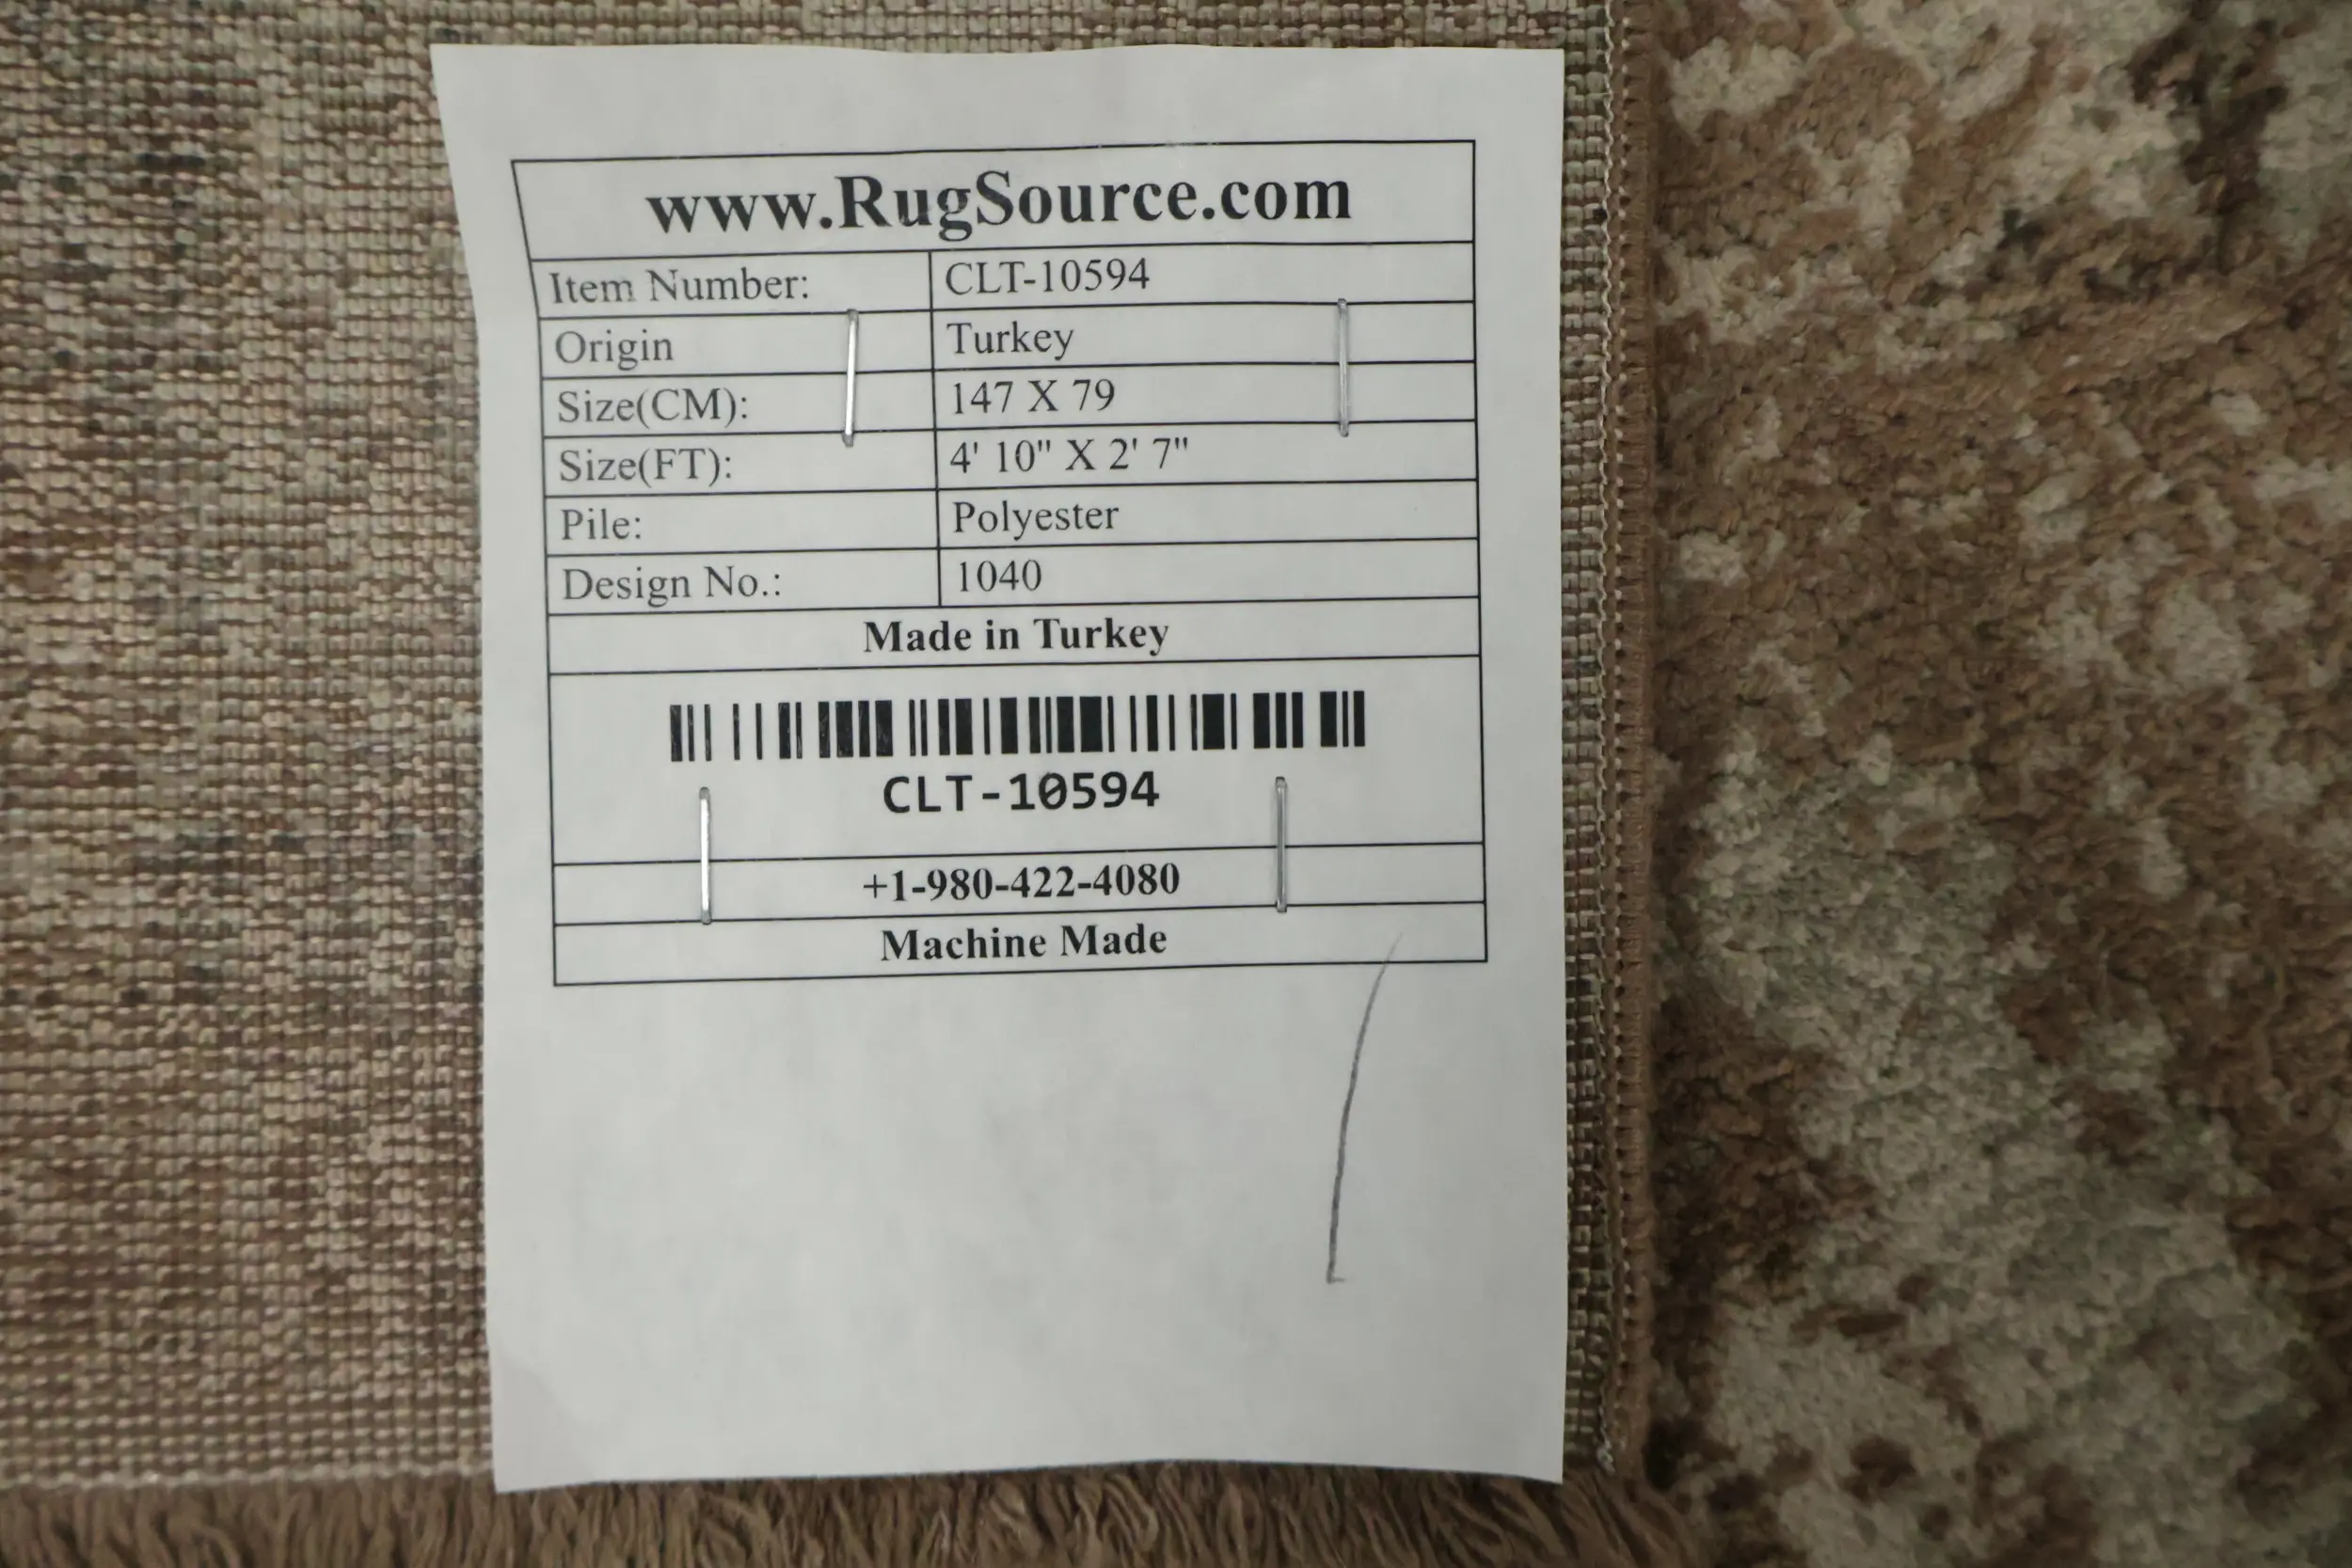 www.RugSource.com
Item Number: CLT-10594
Origin Turkey
Size(CM): 147 X 79
Size(FT): 4' 10" X 2' 7"
Pile: Polyester
Design No.: 1040
Made in Turkey
CLT-10594
+1-980-422-4080
Machine Made